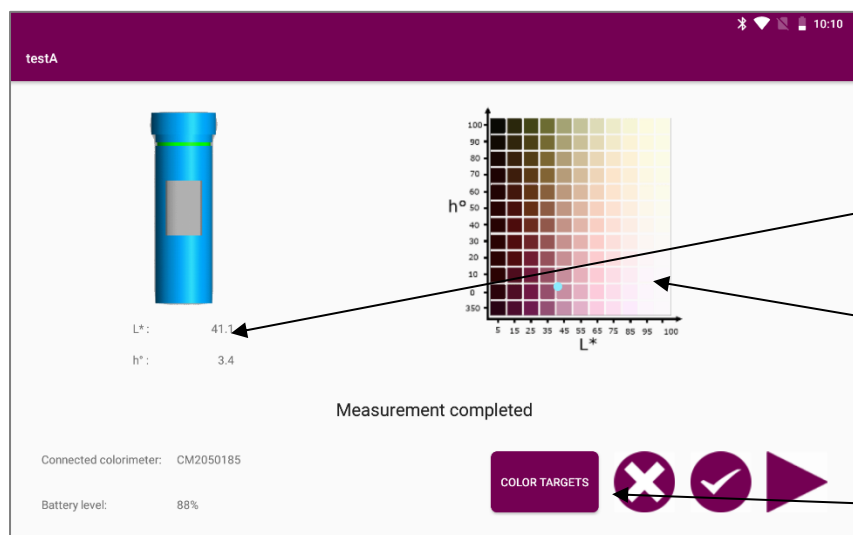 10:10
testA
100
90
80
70
60
h° 50
40
30
20
10
0
350
5 15 25 35 45 55 65 75 85 95 100
L*
L* : 41.1
h° : 3.4
Measurement completed
Connected colorimeter: CM2050185
COLOR TARGETS
Battery level: 88%